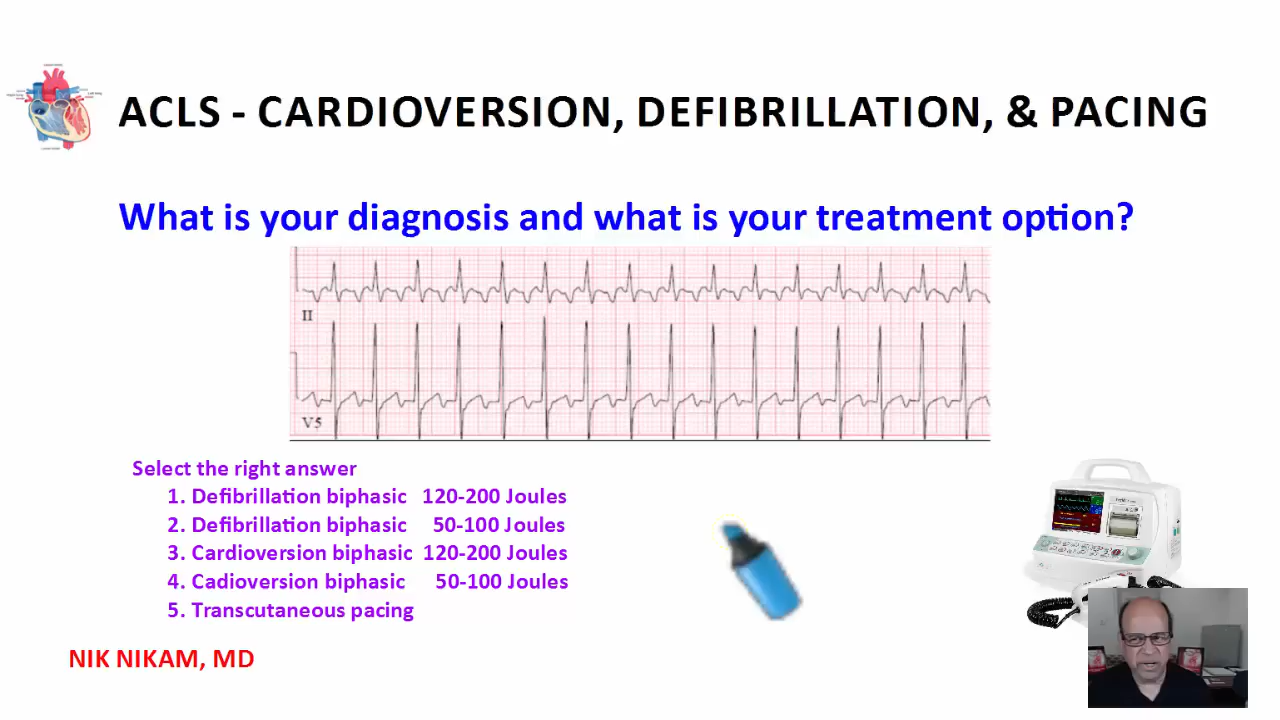 ACLS - CARDIOVERSION, DEFIBRILLATION, & PACING
What is your diagnosis and what is your treatment option?
II
V5
Select the right answer
1. Defibrillation biphasic 120-200 Joules
2. Defibrillation biphasic 50-100 Joules
3. Cardioversion biphasic 120-200 Joules
4. Cadioversion biphasic 50-100 Joules
5. Transcutaneous pacing
NIK NIKAM, MD